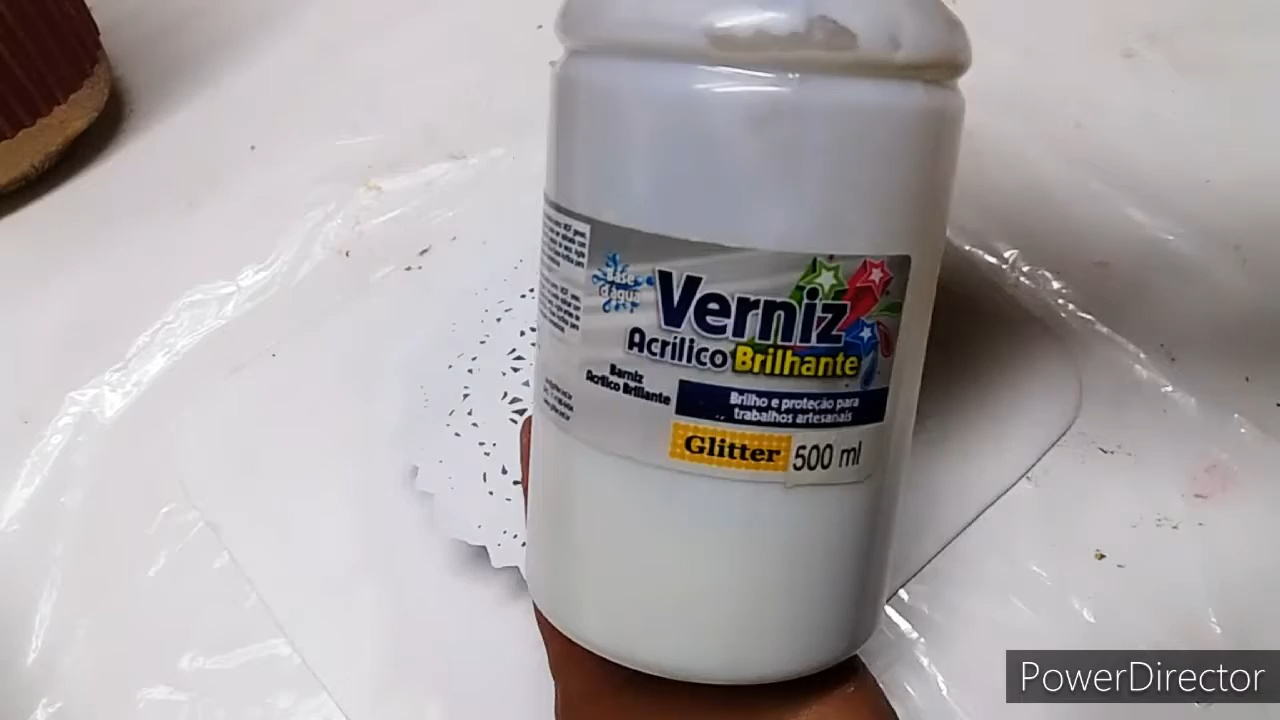 Base
d'água
Verniz
Acrílico Brilhante
Barniz
Acrílico Brillante
Brilho e proteção para
trabalhos artesanais
Glitter 500 ml
PowerDirector